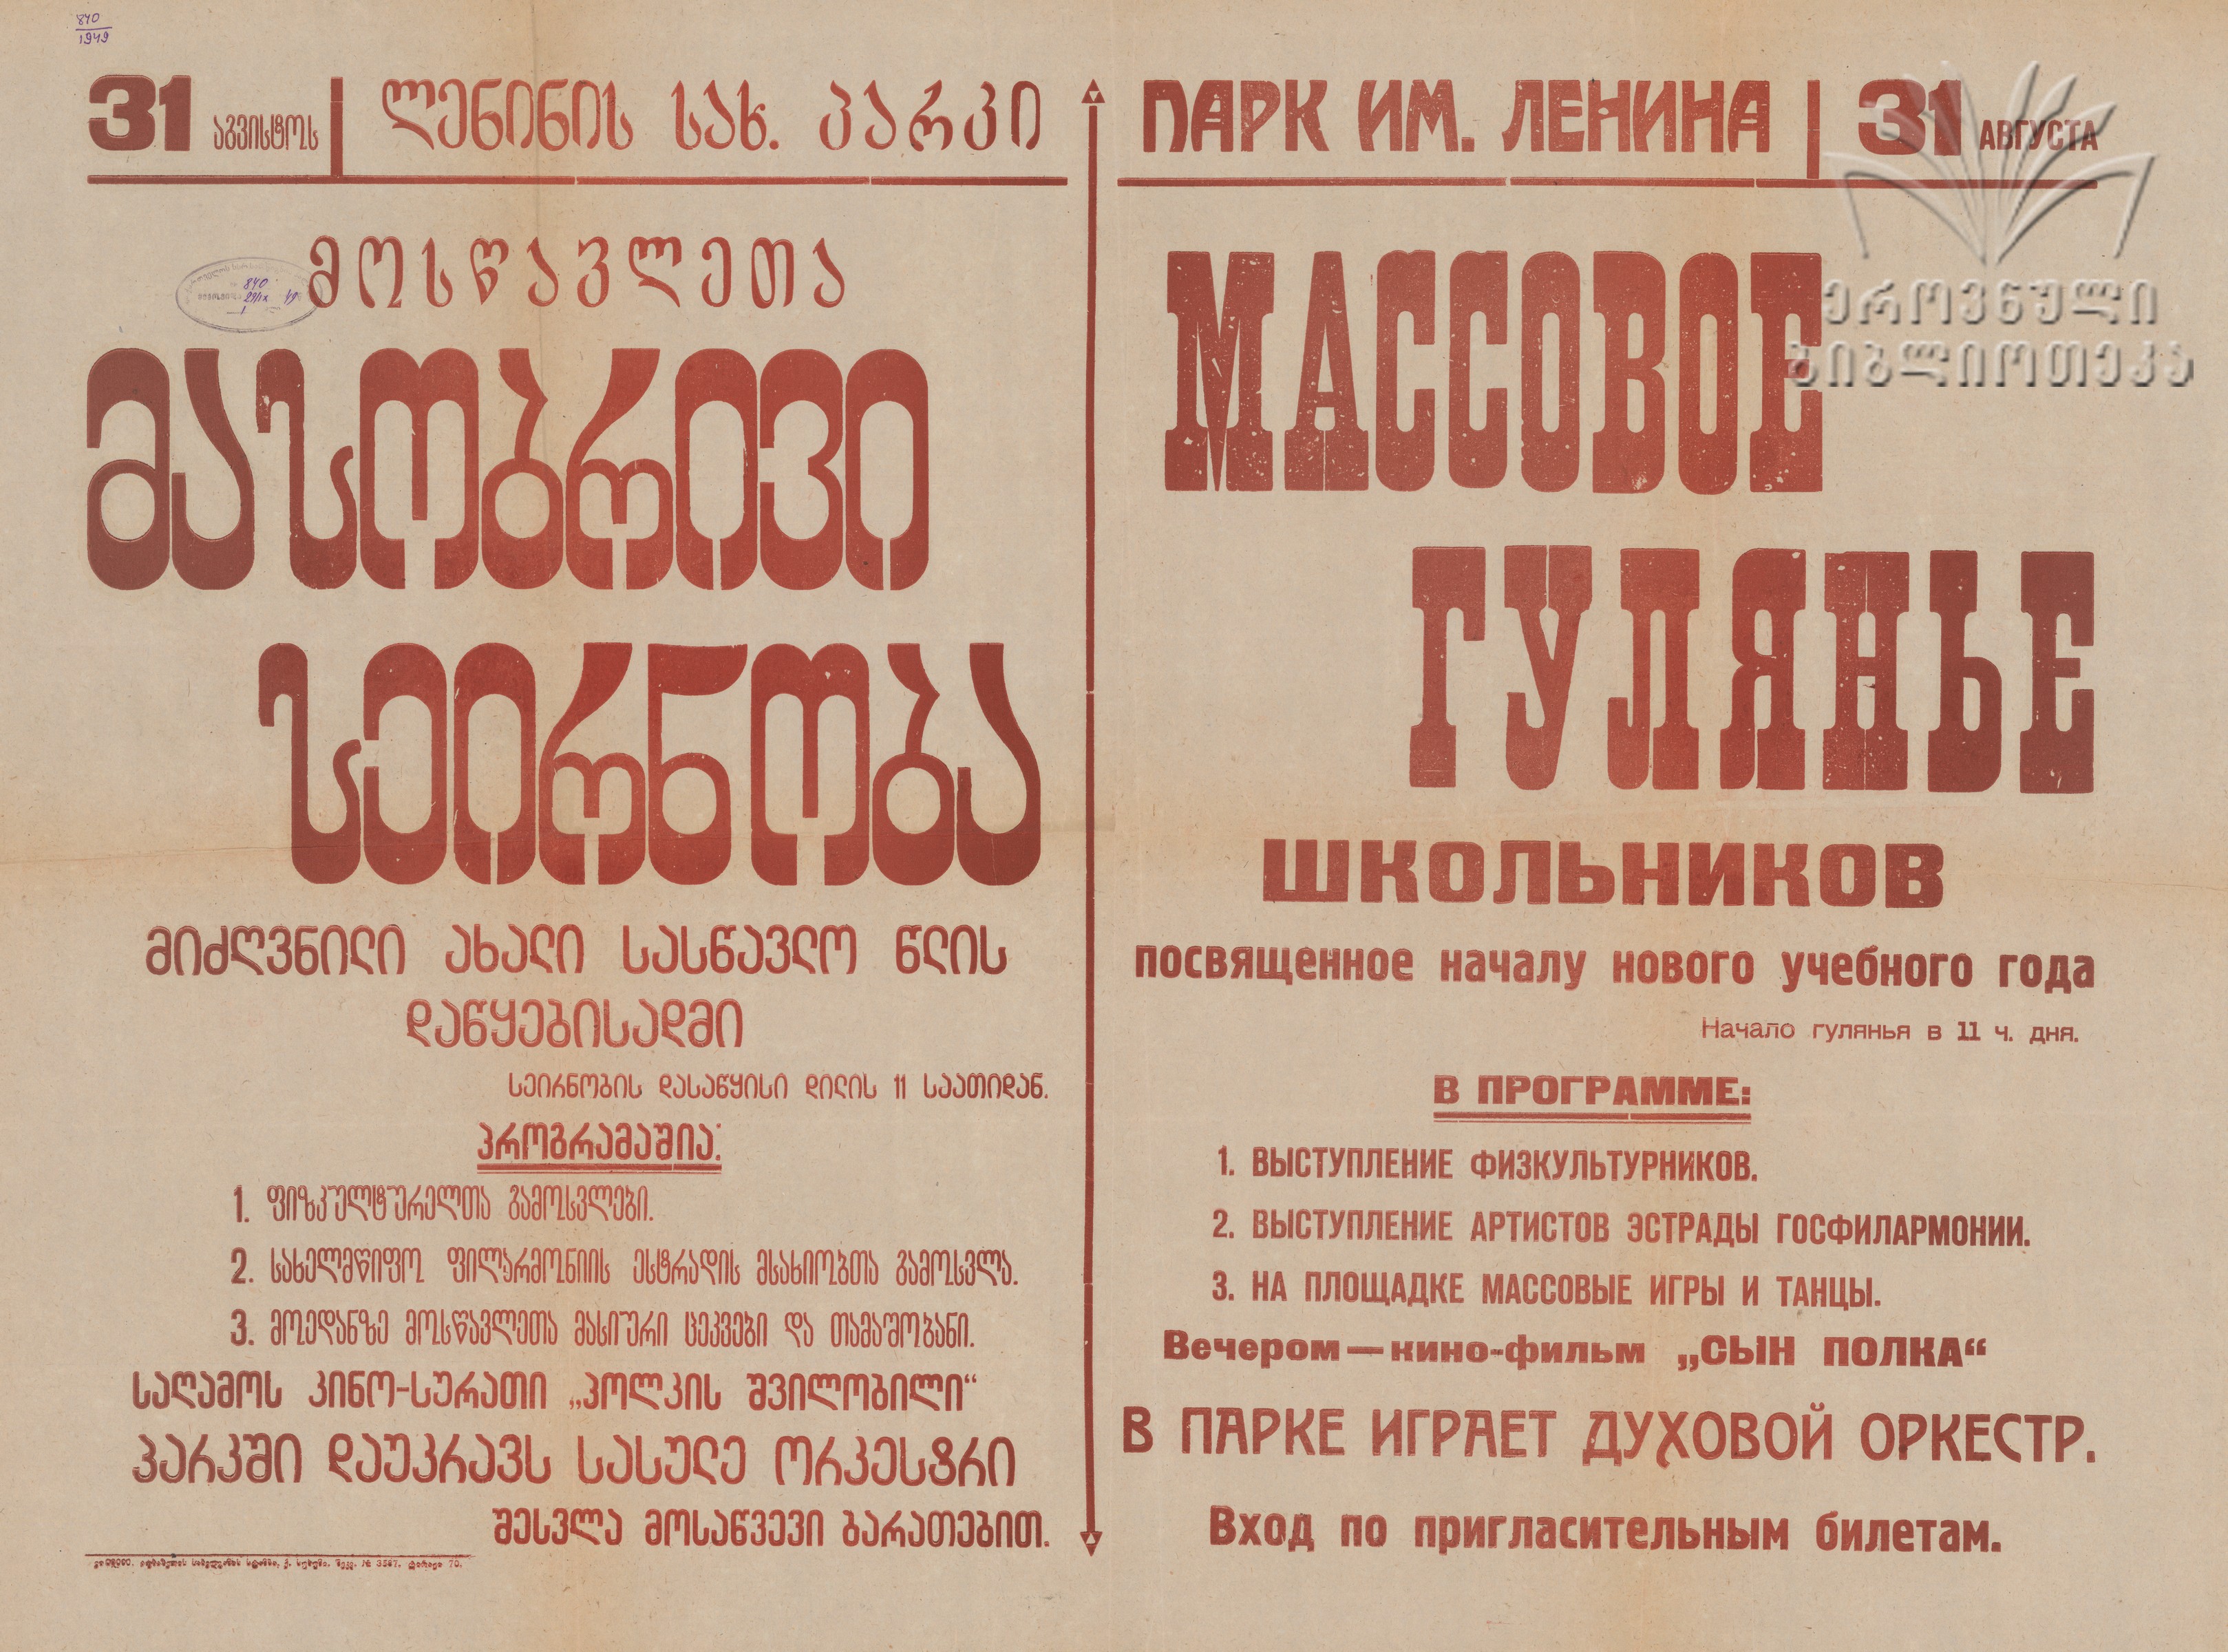 840
1949
31 აგვისტოს
ლენინის სახ. პარკი
მოსწავლეთა
მასობრივი
სეირნობა
მიძღვნილი ახალი სასწავლო წლის
დაწყებისადმი
სეირნობის დასაწყისი დილის 11 საათიდან.
პროგრამაშია:
1. ფიზკულტურელთა გამოსვლები.
2. სახელმწიფო ფილარმონიის ესტრადის მსახიობთა გამოსვლა.
3. მოედანზე მოსწავლეთა მასიური ცეკვები და თამაშობანი.
საღამოს კინო-სურათი „პოლკის შვილობილი“
პარკში დაუკრავს სასულე ორკესტრი
შესვლა მოსაწვევი ბარათებით.
ПАРК ИМ. ЛЕНИНА
31 АВГУСТА
МАССОВОЕ
ГУЛЯНЬЕ
ШКОЛЬНИКОВ
посвященное началу нового учебного года
Начало гулянья в 11 ч. дня.
В ПРОГРАММЕ:
1. ВЫСТУПЛЕНИЕ ФИЗКУЛЬТУРНИКОВ.
2. ВЫСТУПЛЕНИЕ АРТИСТОВ ЭСТРАДЫ ГОСФИЛАРМОНИИ.
3. НА ПЛОЩАДКЕ МАССОВЫЕ ИГРЫ И ТАНЦЫ.
Вечером—кино-фильм „СЫН ПОЛКА“
В ПАРКЕ ИГРАЕТ ДУХОВОЙ ОРКЕСТР.
Вход по пригласительным билетам.
ეროვნული
ბიბლიოთეკა